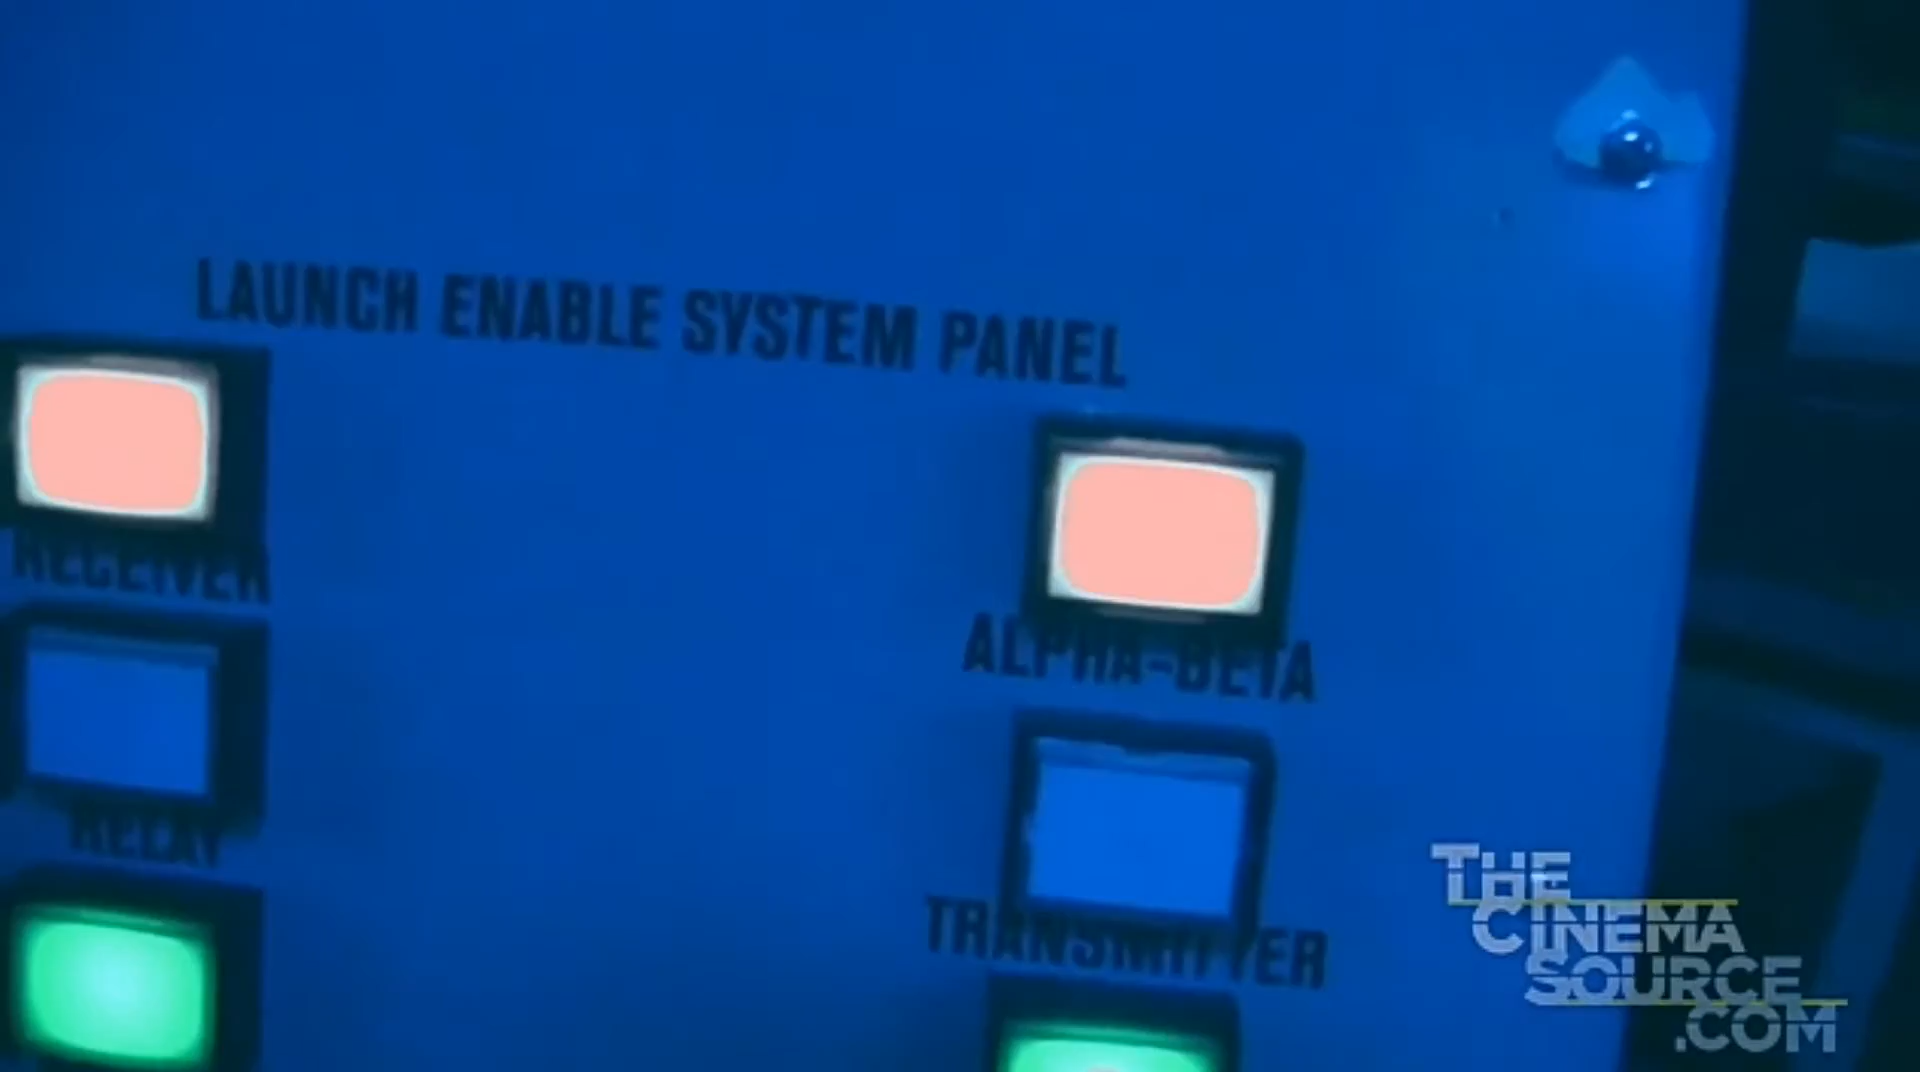 LAUNCH ENABLE SYSTEM PANEL
RECEIVER
ALPHA-BETA
RELAY
TRANSMITTER
THE
CINEMA
SOURCE
.COM